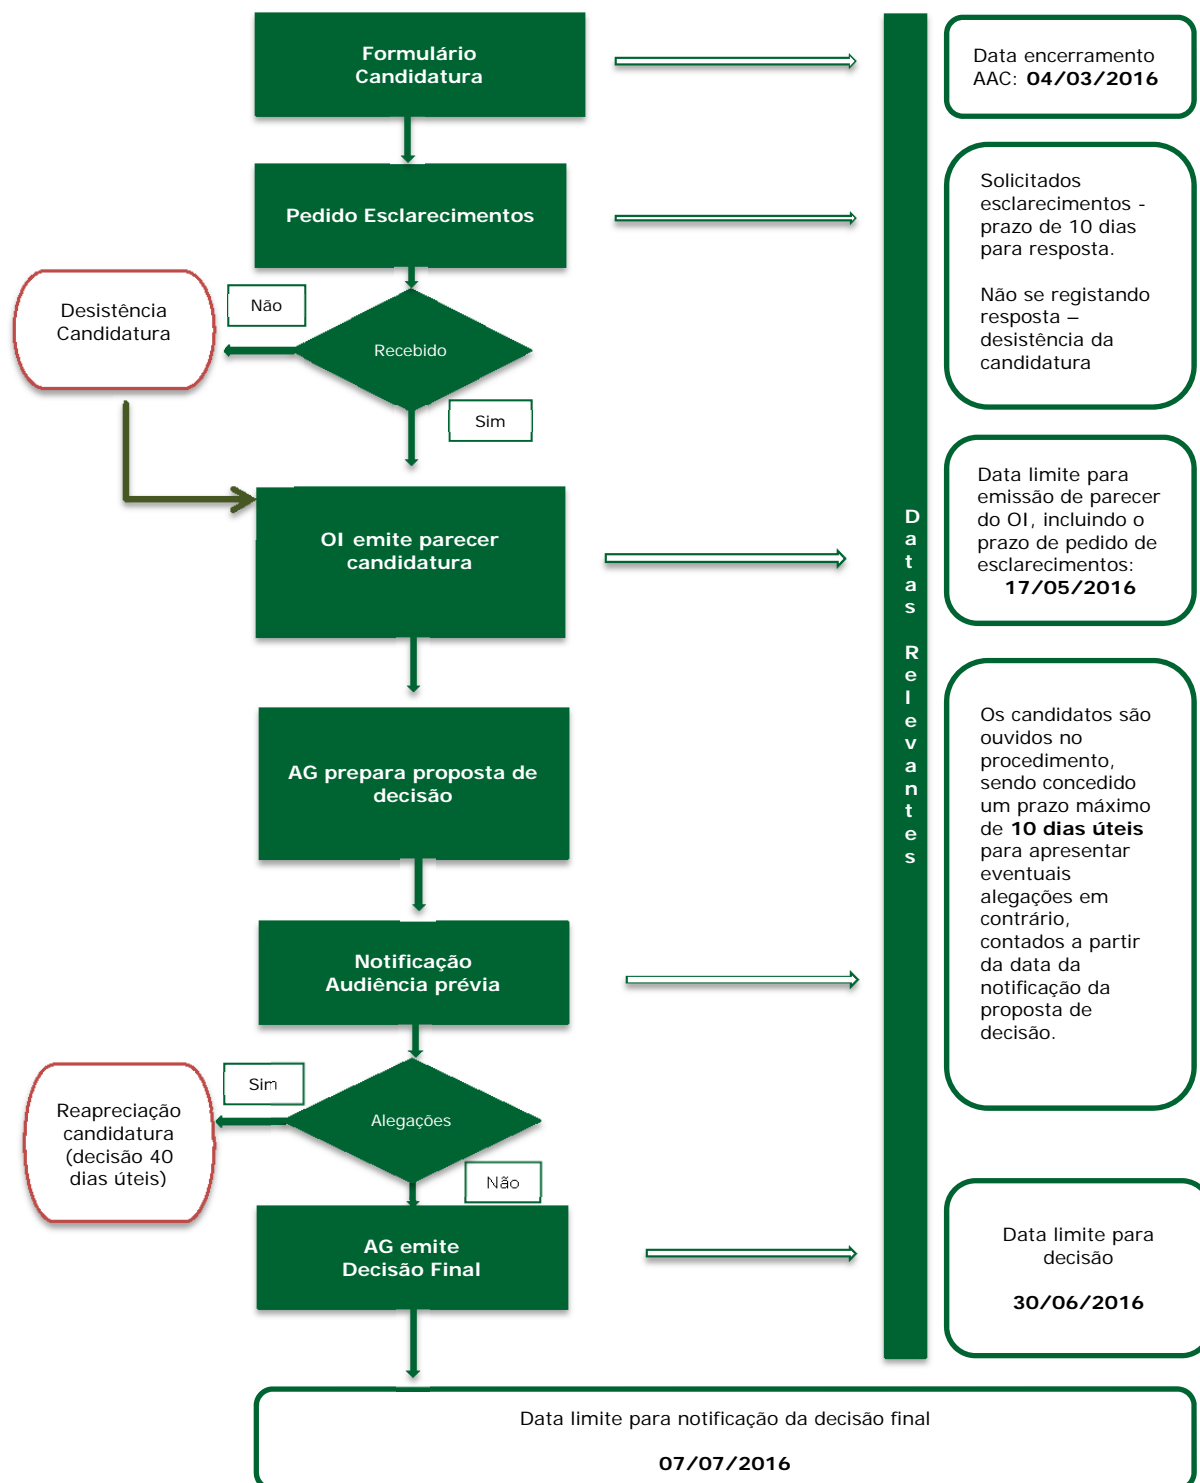 Formulário
Candidatura
Data encerramento
AAC: 04/03/2016
Pedido Esclarecimentos
Solicitados
esclarecimentos -
prazo de 10 dias
para resposta.
Não se registando
resposta –
desistência da
candidatura
Não
Desistência
Candidatura
Recebido
Sim
OI emite parecer
candidatura
Data limite para
emissão de parecer
do OI, incluindo o
prazo de pedido de
esclarecimentos:
17/05/2016
Datas Relevantes
AG prepara proposta de
decisão
Os candidatos são
ouvidos no
procedimento,
sendo concedido
um prazo máximo
de 10 dias úteis
para apresentar
eventuais
alegações em
contrário,
contados a partir
da data da
notificação da
proposta de
decisão.
Notificação
Audiência prévia
Sim
Reapreciação
candidatura
(decisão 40
dias úteis)
Alegações
Não
AG emite
Decisão Final
Data limite para
decisão
30/06/2016
Data limite para notificação da decisão final
07/07/2016